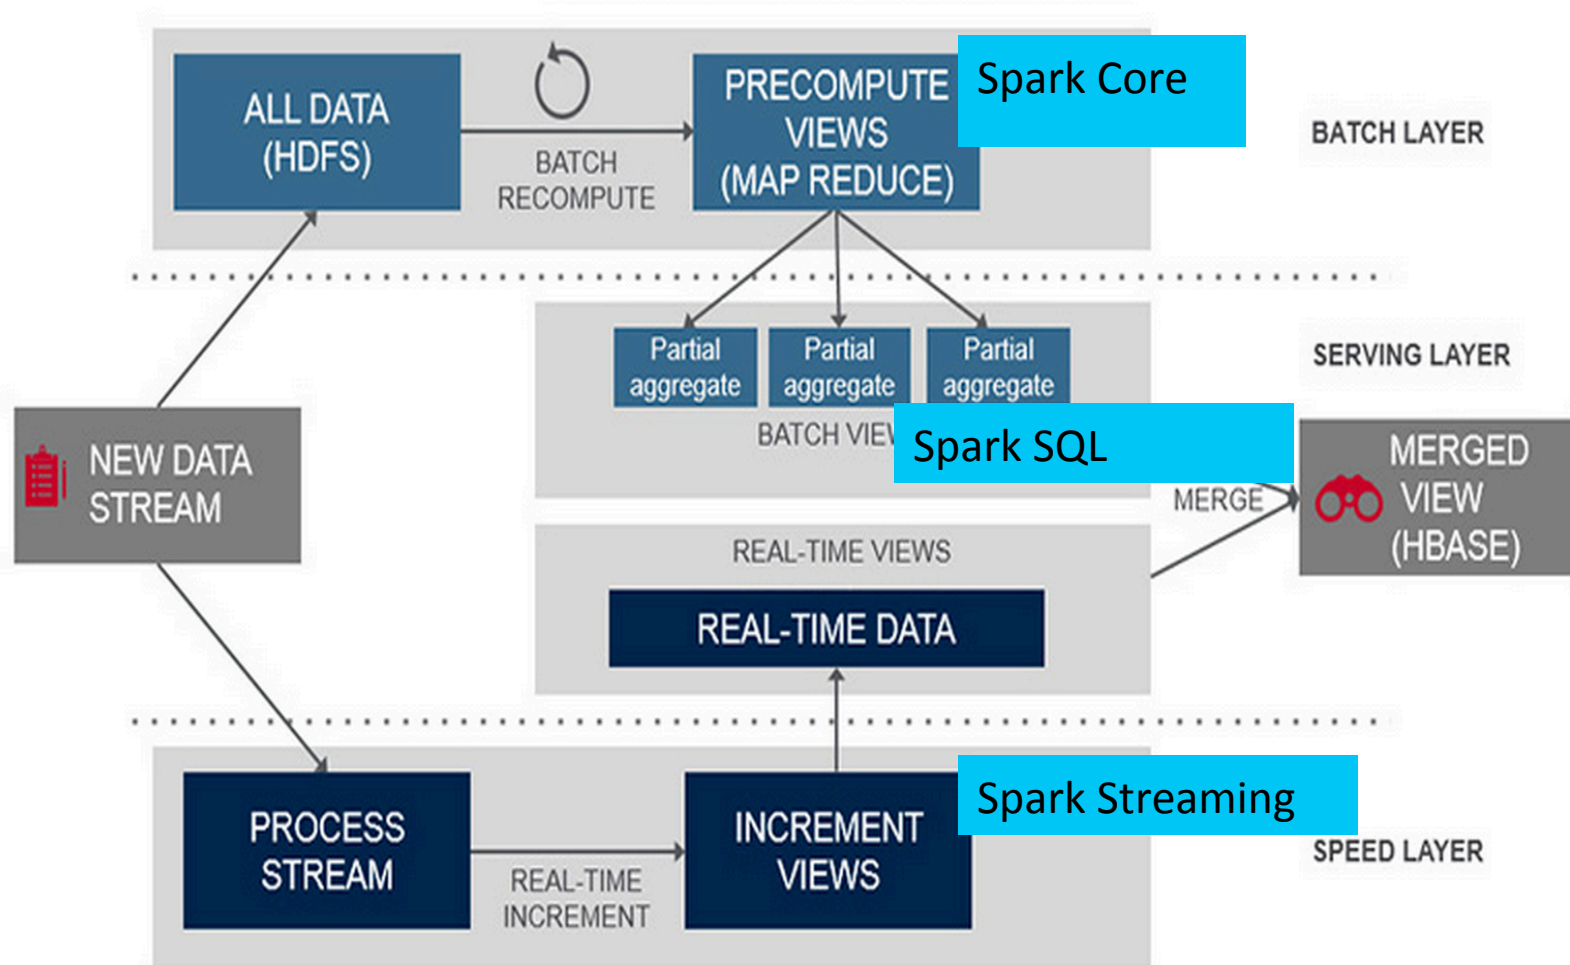 ALL DATA
(HDFS)
BATCH
RECOMPUTE
PRECOMPUTE
VIEWS
(MAP REDUCE)
Spark Core
BATCH LAYER
Partial
aggregate
Partial
aggregate
Partial
aggregate
BATCH VIEW
Spark SQL
SERVING LAYER
NEW DATA
STREAM
MERGE
MERGED
VIEW
(HBASE)
REAL-TIME VIEWS
REAL-TIME DATA
PROCESS
STREAM
REAL-TIME
INCREMENT
INCREMENT
VIEWS
Spark Streaming
SPEED LAYER